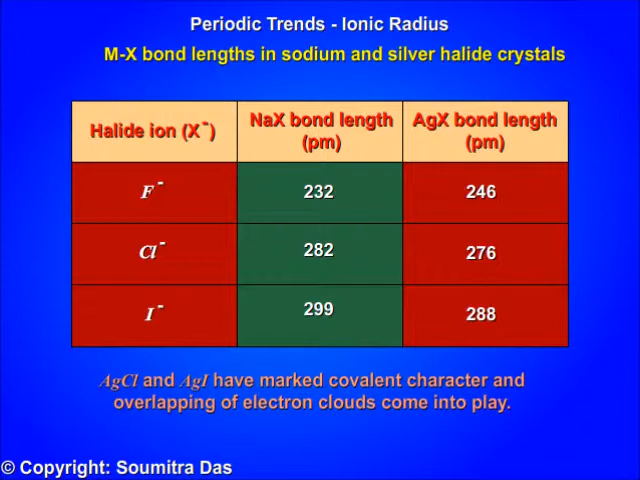 Periodic Trends - Ionic Radius
M-X bond lengths in sodium and silver halide crystals
Halide ion (X⁻) NaX bond length (pm) AgX bond length (pm)
F⁻ 232 246
Cl⁻ 282 276
I⁻ 299 288
AgCl and AgI have marked covalent character and
overlapping of electron clouds come into play.
© Copyright: Soumitra Das